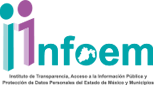 infoem
Instituto de Transparencia, Acceso a la Información Pública y
Protección de Datos Personales del Estado de México y Municipios